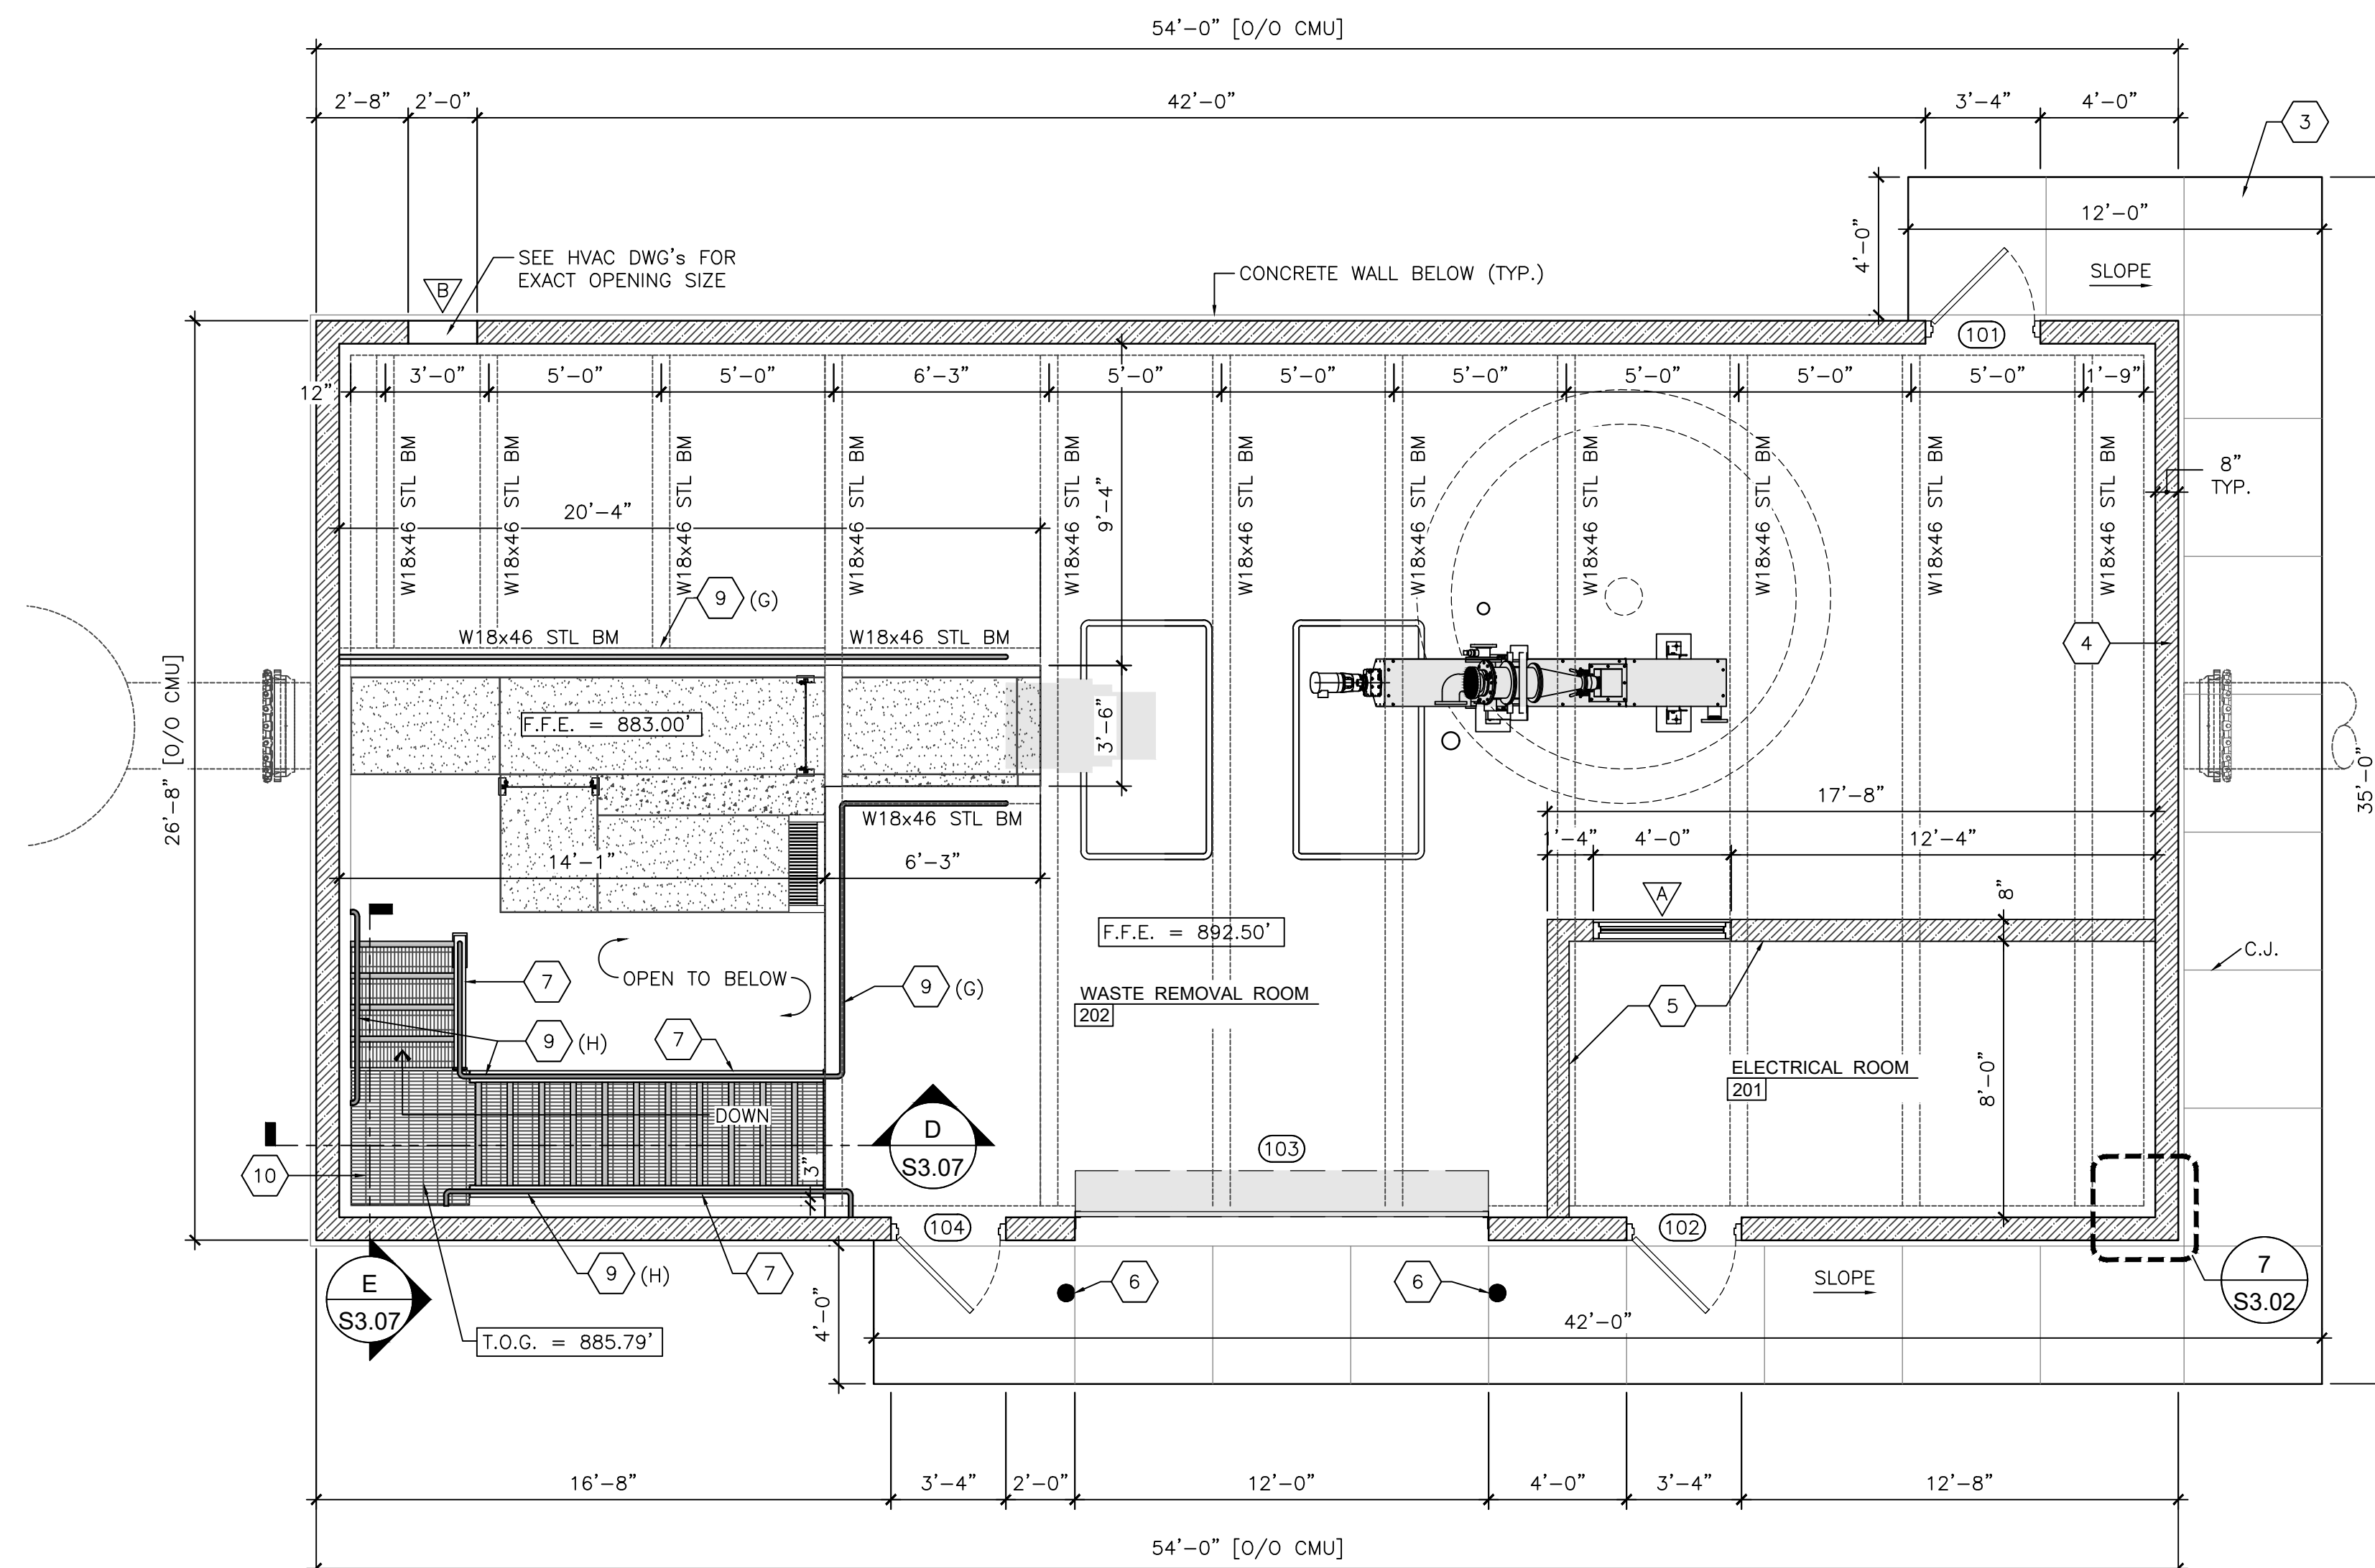 54'-0" [O/O CMU]
2'-8" 2'-0" 42'-0" 3'-4" 4'-0"
3
12'-0"
4'-0"
SLOPE
SEE HVAC DWG's FOR
EXACT OPENING SIZE
B
CONCRETE WALL BELOW (TYP.)
101
12" 3'-0" 5'-0" 5'-0" 6'-3" 5'-0" 5'-0" 5'-0" 5'-0" 5'-0" 5'-0" 1'-9"
W18x46 STL BM
W18x46 STL BM
W18x46 STL BM
W18x46 STL BM
W18x46 STL BM
W18x46 STL BM
W18x46 STL BM
W18x46 STL BM
W18x46 STL BM
W18x46 STL BM
W18x46 STL BM
8"
TYP.
20'-4"
9'-4"
9 (G)
W18x46 STL BM W18x46 STL BM
4
26'-8" [O/O CMU]
F.F.E. = 883.00'
3'-6"
35'-0"
W18x46 STL BM
17'-8"
1'-4" 4'-0" 12'-4"
14'-1" 6'-3"
A
8"
F.F.E. = 892.50'
C.J.
OPEN TO BELOW
7
9 (G)
WASTE REMOVAL ROOM
202
5
9 (H)
7
ELECTRICAL ROOM
201
8'-0"
DOWN
D
S3.07
103
10
3"
104
102
E
S3.07
9 (H)
7
6
6
SLOPE
7
S3.02
42'-0"
4'-0"
T.O.G. = 885.79'
16'-8" 3'-4" 2'-0" 12'-0" 4'-0" 3'-4" 12'-8"
54'-0" [O/O CMU]